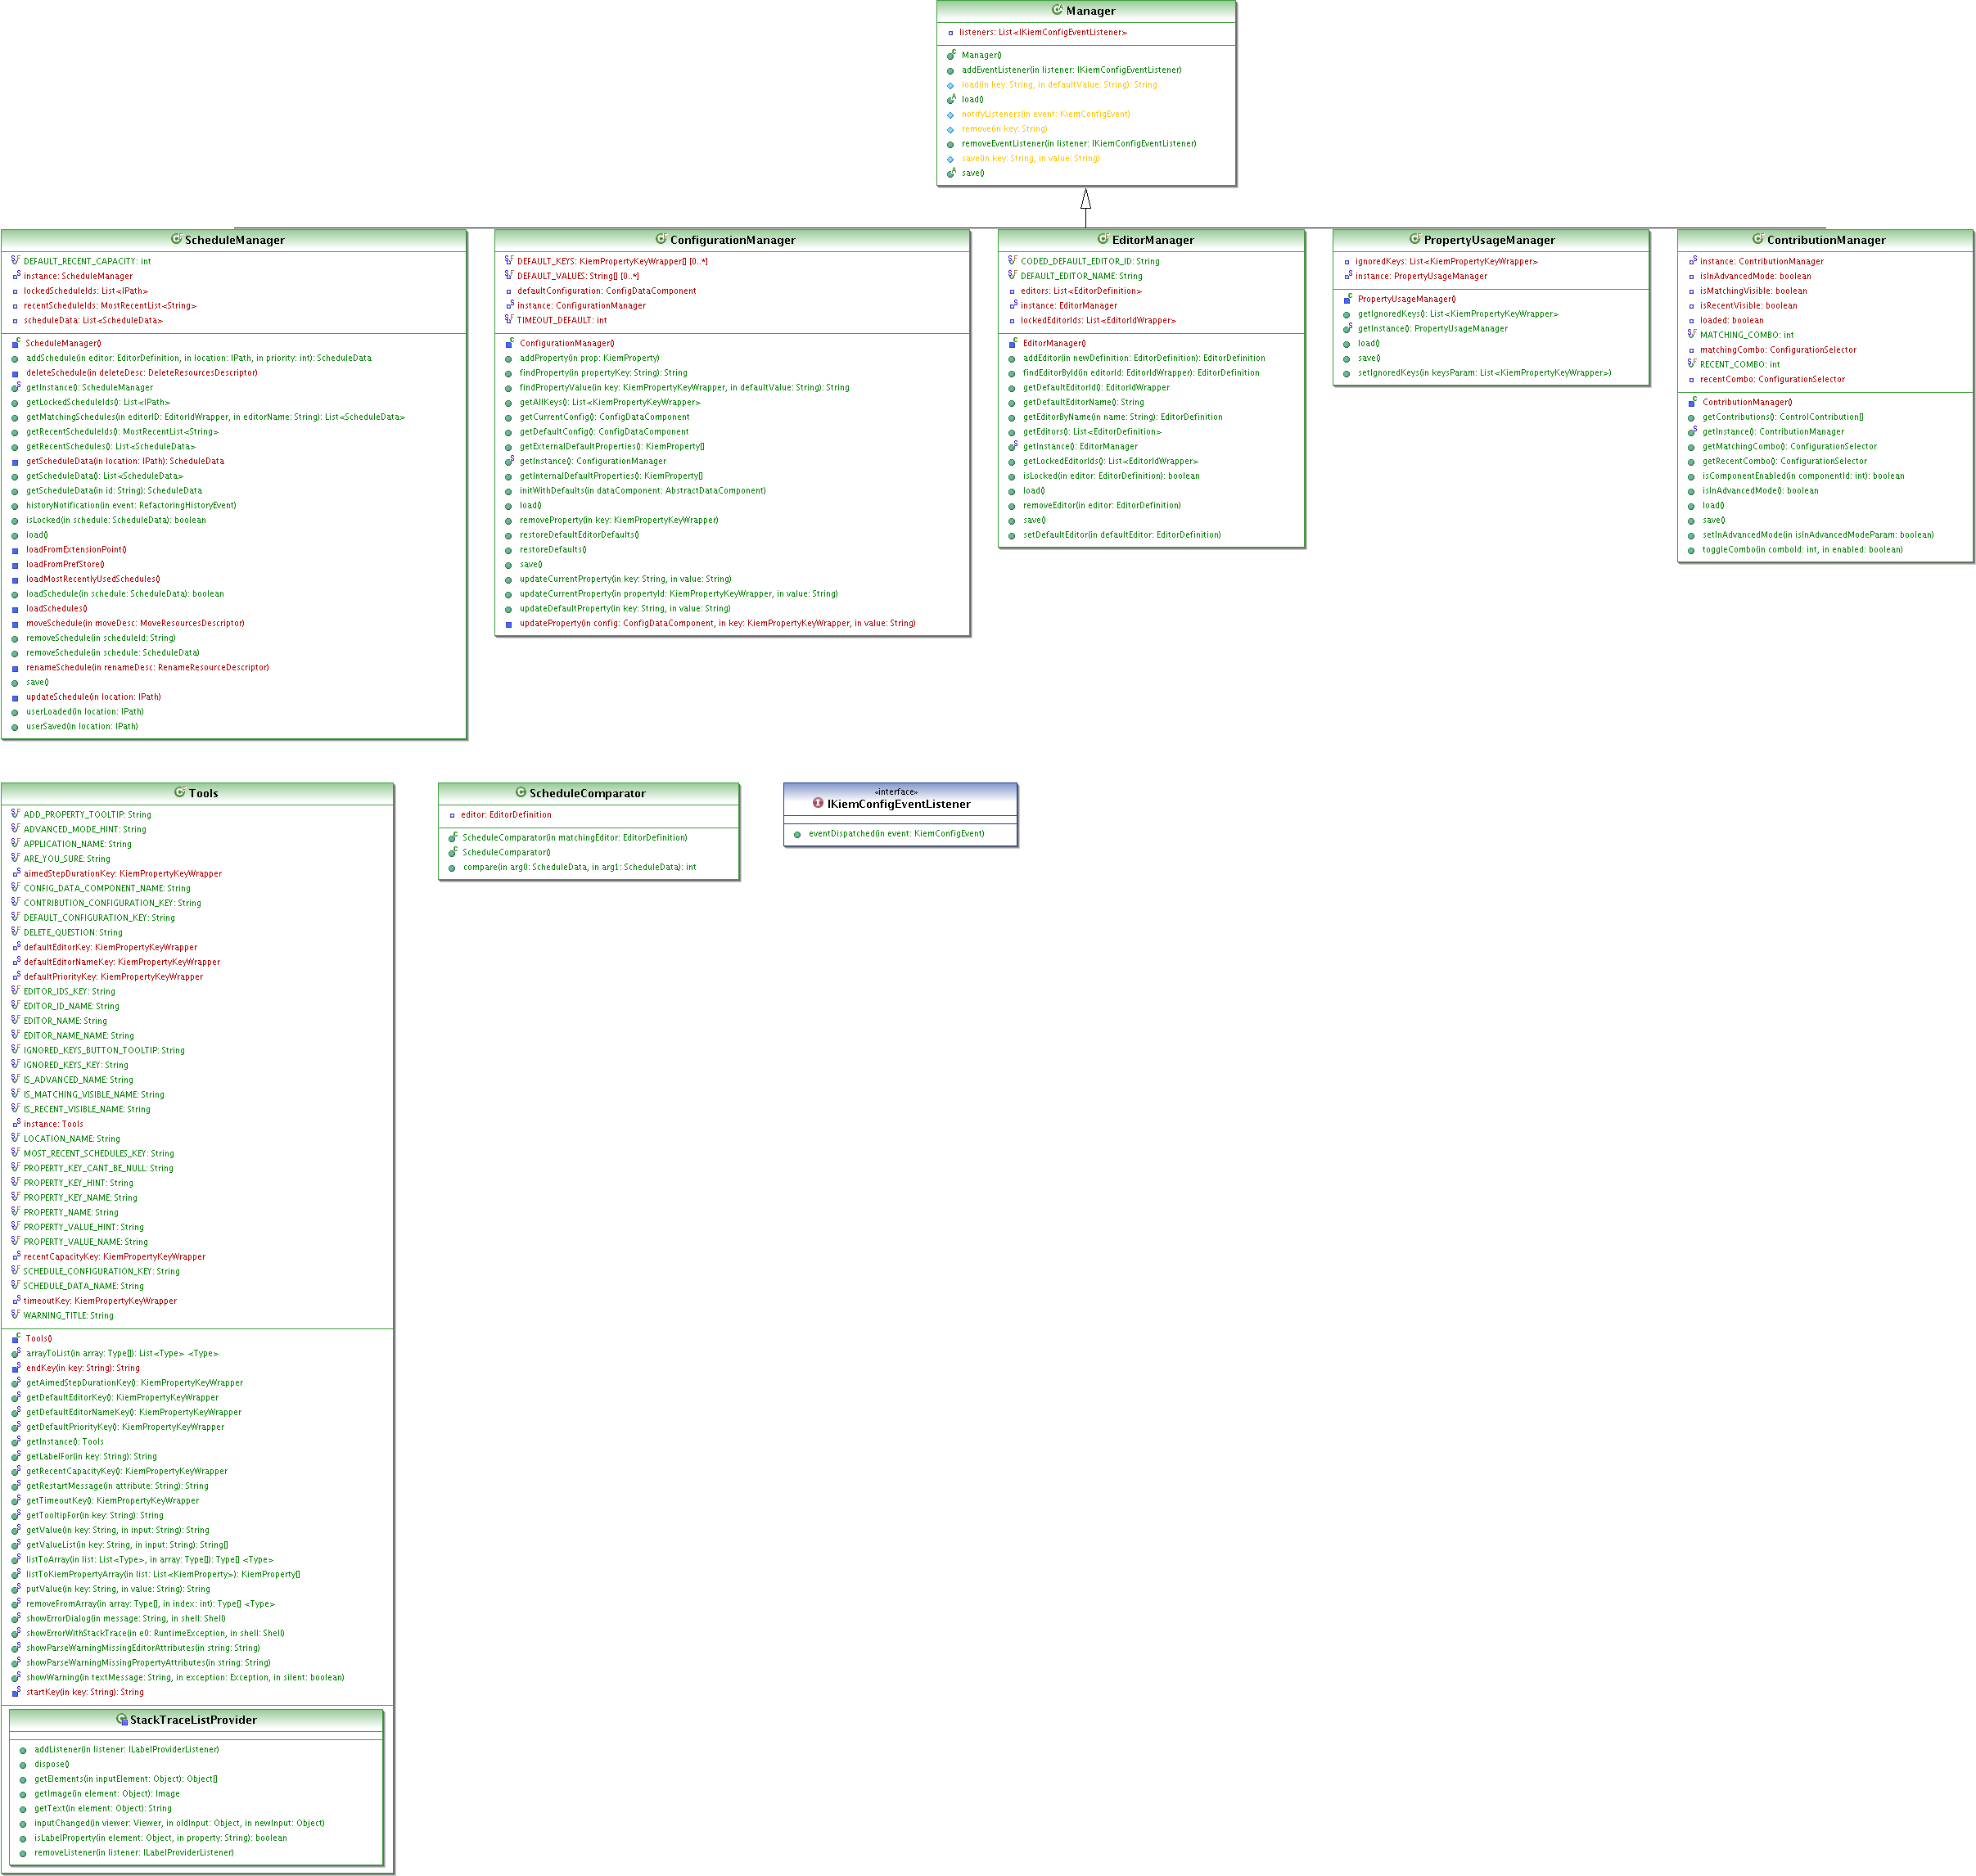 Manager
listeners: List<IKiemConfigEventListener>
Manager()
addEventListener(in listener: IKiemConfigEventListener)
load(in key: String, in defaultValue: String): String
load()
notifyListeners(in event: KiemConfigEvent)
remove(in key: String)
removeEventListener(in listener: IKiemConfigEventListener)
save(in key: String, in value: String)
save()
ScheduleManager
DEFAULT_RECENT_CAPACITY: int
instance: ScheduleManager
lockedScheduleIds: List<IPath>
recentScheduleIds: MostRecentList<String>
scheduleData: List<ScheduleData>
ScheduleManager()
addSchedule(in editor: EditorDefinition, in location: IPath, in priority: int): ScheduleData
deleteSchedule(in deleteDesc: DeleteResourcesDescriptor)
getInstance(): ScheduleManager
getLockedScheduleIds(): List<IPath>
getMatchingSchedules(in editorID: EditorIdWrapper, in editorName: String): List<ScheduleData>
getRecentScheduleIds(): MostRecentList<String>
getRecentSchedules(): List<ScheduleData>
getScheduleData(in location: IPath): ScheduleData
getScheduleData(): List<ScheduleData>
getScheduleData(in id: String): ScheduleData
historyNotification(in event: RefactoringHistoryEvent)
isLocked(in schedule: ScheduleData): boolean
load()
loadFromExtensionPoint()
loadFromPrefStore()
loadMostRecentlyUsedSchedules()
loadSchedule(in schedule: ScheduleData): boolean
loadSchedules()
moveSchedule(in moveDesc: MoveResourcesDescriptor)
removeSchedule(in scheduleId: String)
removeSchedule(in schedule: ScheduleData)
renameSchedule(in renameDesc: RenameResourceDescriptor)
save()
updateSchedule(in location: IPath)
userLoaded(in location: IPath)
userSaved(in location: IPath)
ConfigurationManager
DEFAULT_KEYS: KiemPropertyKeyWrapper[] [0..*]
DEFAULT_VALUES: String[] [0..*]
defaultConfiguration: ConfigDataComponent
instance: ConfigurationManager
TIMEOUT_DEFAULT: int
ConfigurationManager()
addProperty(in prop: KiemProperty)
findProperty(in propertyKey: String): String
findPropertyValue(in key: KiemPropertyKeyWrapper, in defaultValue: String): String
getAllKeys(): List<KiemPropertyKeyWrapper>
getCurrentConfig(): ConfigDataComponent
getDefaultConfig(): ConfigDataComponent
getExternalDefaultProperties(): KiemProperty[]
getInstance(): ConfigurationManager
getInternalDefaultProperties(): KiemProperty[]
initWithDefaults(in dataComponent: AbstractDataComponent)
load()
removeProperty(in key: KiemPropertyKeyWrapper)
restoreDefaultEditorDefaults()
restoreDefaults()
save()
updateCurrentProperty(in key: String, in value: String)
updateCurrentProperty(in propertyId: KiemPropertyKeyWrapper, in value: String)
updateDefaultProperty(in key: String, in value: String)
updateProperty(in config: ConfigDataComponent, in key: KiemPropertyKeyWrapper, in value: String)
EditorManager
CODED_DEFAULT_EDITOR_ID: String
DEFAULT_EDITOR_NAME: String
editors: List<EditorDefinition>
instance: EditorManager
lockedEditorIds: List<EditorIdWrapper>
EditorManager()
addEditor(in newDefinition: EditorDefinition): EditorDefinition
findEditorById(in editorId: EditorIdWrapper): EditorDefinition
getDefaultEditorId(): EditorIdWrapper
getDefaultEditorName(): String
getEditorByName(in name: String): EditorDefinition
getEditors(): List<EditorDefinition>
getInstance(): EditorManager
getLockedEditorIds(): List<EditorIdWrapper>
isLocked(in editor: EditorDefinition): boolean
load()
removeEditor(in editor: EditorDefinition)
save()
setDefaultEditor(in defaultEditor: EditorDefinition)
PropertyUsageManager
ignoredKeys: List<KiemPropertyKeyWrapper>
instance: PropertyUsageManager
PropertyUsageManager()
getIgnoredKeys(): List<KiemPropertyKeyWrapper>
getInstance(): PropertyUsageManager
load()
save()
setIgnoredKeys(in keysParam: List<KiemPropertyKeyWrapper>)
ContributionManager
instance: ContributionManager
isInAdvancedMode: boolean
isMatchingVisible: boolean
isRecentVisible: boolean
loaded: boolean
MATCHING_COMBO: int
matchingCombo: ConfigurationSelector
RECENT_COMBO: int
recentCombo: ConfigurationSelector
ContributionManager()
getContributions(): ControlContribution[]
getInstance(): ContributionManager
getMatchingCombo(): ConfigurationSelector
getRecentCombo(): ConfigurationSelector
isComponentEnabled(in componentId: int): boolean
isInAdvancedMode(): boolean
load()
save()
setInAdvancedMode(in isInAdvancedModeParam: boolean)
toggleCombo(in comboId: int, in enabled: boolean)
Tools
ADD_PROPERTY_TOOLTIP: String
ADVANCED_MODE_HINT: String
APPLICATION_NAME: String
ARE_YOU_SURE: String
aimedStepDurationKey: KiemPropertyKeyWrapper
CONFIG_DATA_COMPONENT_NAME: String
CONTRIBUTION_CONFIGURATION_KEY: String
DEFAULT_CONFIGURATION_KEY: String
DELETE_QUESTION: String
defaultEditorKey: KiemPropertyKeyWrapper
defaultEditorNameKey: KiemPropertyKeyWrapper
defaultPriorityKey: KiemPropertyKeyWrapper
EDITOR_IDS_KEY: String
EDITOR_ID_NAME: String
EDITOR_NAME: String
EDITOR_NAME_NAME: String
IGNORED_KEYS_BUTTON_TOOLTIP: String
IGNORED_KEYS_KEY: String
IS_ADVANCED_NAME: String
IS_MATCHING_VISIBLE_NAME: String
IS_RECENT_VISIBLE_NAME: String
instance: Tools
LOCATION_NAME: String
MOST_RECENT_SCHEDULES_KEY: String
PROPERTY_KEY_CANT_BE_NULL: String
PROPERTY_KEY_HINT: String
PROPERTY_KEY_NAME: String
PROPERTY_NAME: String
PROPERTY_VALUE_HINT: String
PROPERTY_VALUE_NAME: String
recentCapacityKey: KiemPropertyKeyWrapper
SCHEDULE_CONFIGURATION_KEY: String
SCHEDULE_DATA_NAME: String
timeoutKey: KiemPropertyKeyWrapper
WARNING_TITLE: String
Tools()
arrayToList(in array: Type[]): List<Type> <Type>
endKey(in key: String): String
getAimedStepDurationKey(): KiemPropertyKeyWrapper
getDefaultEditorKey(): KiemPropertyKeyWrapper
getDefaultEditorNameKey(): KiemPropertyKeyWrapper
getDefaultPriorityKey(): KiemPropertyKeyWrapper
getInstance(): Tools
getLabelFor(in key: String): String
getRecentCapacityKey(): KiemPropertyKeyWrapper
getRestartMessage(in attribute: String): String
getTimeoutKey(): KiemPropertyKeyWrapper
getTooltipFor(in key: String): String
getValue(in key: String, in input: String): String
getValueList(in key: String, in input: String): String[]
listToArray(in list: List<Type>, in array: Type[]): Type[] <Type>
listToKiemPropertyArray(in list: List<KiemProperty>): KiemProperty[]
putValue(in key: String, in value: String): String
removeFromArray(in array: Type[], in index: int): Type[] <Type>
showErrorDialog(in message: String, in shell: Shell)
showErrorWithStackTrace(in e0: RuntimeException, in shell: Shell)
showParseWarningMissingEditorAttributes(in string: String)
showParseWarningMissingPropertyAttributes(in string: String)
showWarning(in textMessage: String, in exception: Exception, in silent: boolean)
startKey(in key: String): String
StackTraceListProvider
addListener(in listener: ILabelProviderListener)
dispose()
getElements(in inputElement: Object): Object[]
getImage(in element: Object): Image
getText(in element: Object): String
inputChanged(in viewer: Viewer, in oldInput: Object, in newInput: Object)
isLabelProperty(in element: Object, in property: String): boolean
removeListener(in listener: ILabelProviderListener)
ScheduleComparator
editor: EditorDefinition
ScheduleComparator(in matchingEditor: EditorDefinition)
ScheduleComparator()
compare(in arg0: ScheduleData, in arg1: ScheduleData): int
«interface»
IKiemConfigEventListener
eventDispatched(in event: KiemConfigEvent)